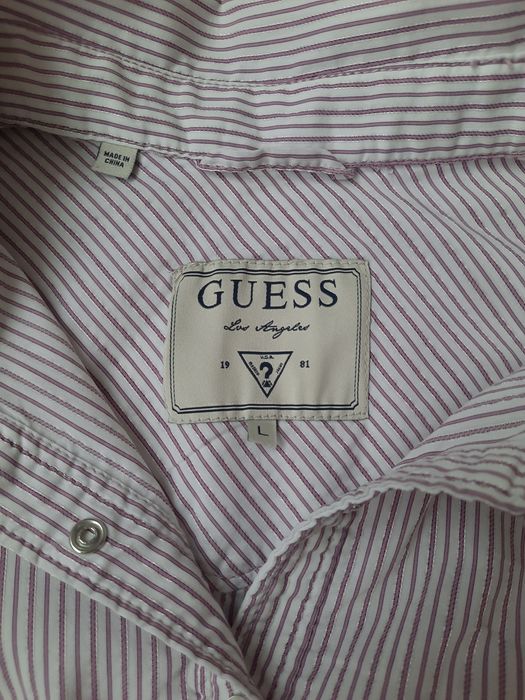 MADE IN
CHINA
GUESS
Los Angeles
19 81
U.S.A.
?
L